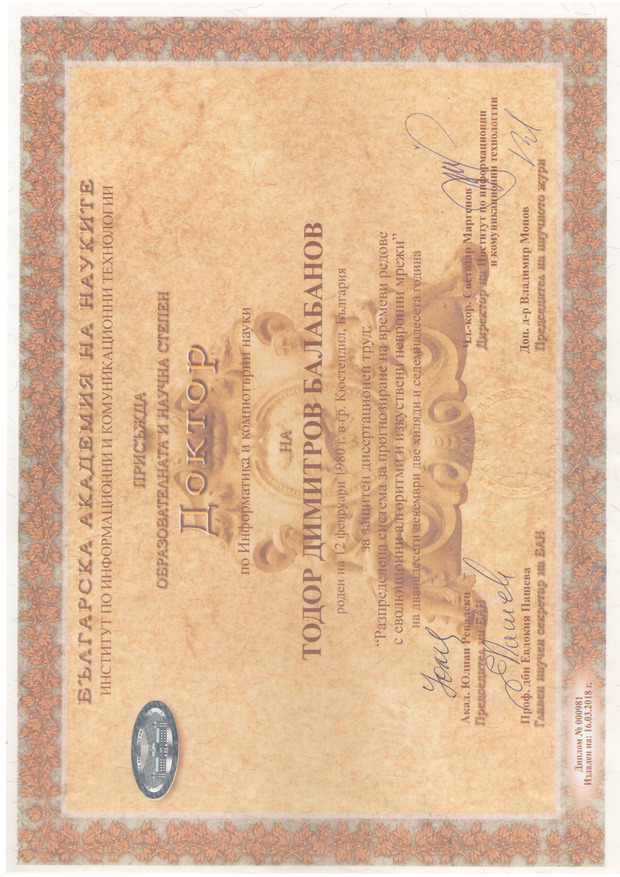 БЪЛГАРСКА АКАДЕМИЯ НА НАУКИТЕ
ИНСТИТУТ ПО ИНФОРМАЦИОННИ И КОМУНИКАЦИОННИ ТЕХНОЛОГИИ
ПРИСЪЖДА
ОБРАЗОВАТЕЛНАТА И НАУЧНА СТЕПЕН
Доктор
по Информатика и компютърни науки
НА
ТОДОР ДИМИТРОВ БАЛАБАНОВ
роден на 12 февруари 1980 г. в гр. Кюстендил, България
за защитен дисертационен труд:
“Разпределена система за прогнозиране на времеви редове
с еволюционни алгоритми и изкуствени невронни мрежи”
на дванадесети декември две хиляди и седемнадесета година
Акад. Юлиан Ревалски
Председател на БАН
Чл.-кор. Светозар Маргенов
Директор на Институт по информационни
и комуникационни технологии
Проф. дбн Евдокия Пашева
Главен научен секретар на БАН
Доц. д-р Владимир Монов
Председател на научното жури
Диплом № 000981
Издаден на: 16.03.2018 г.